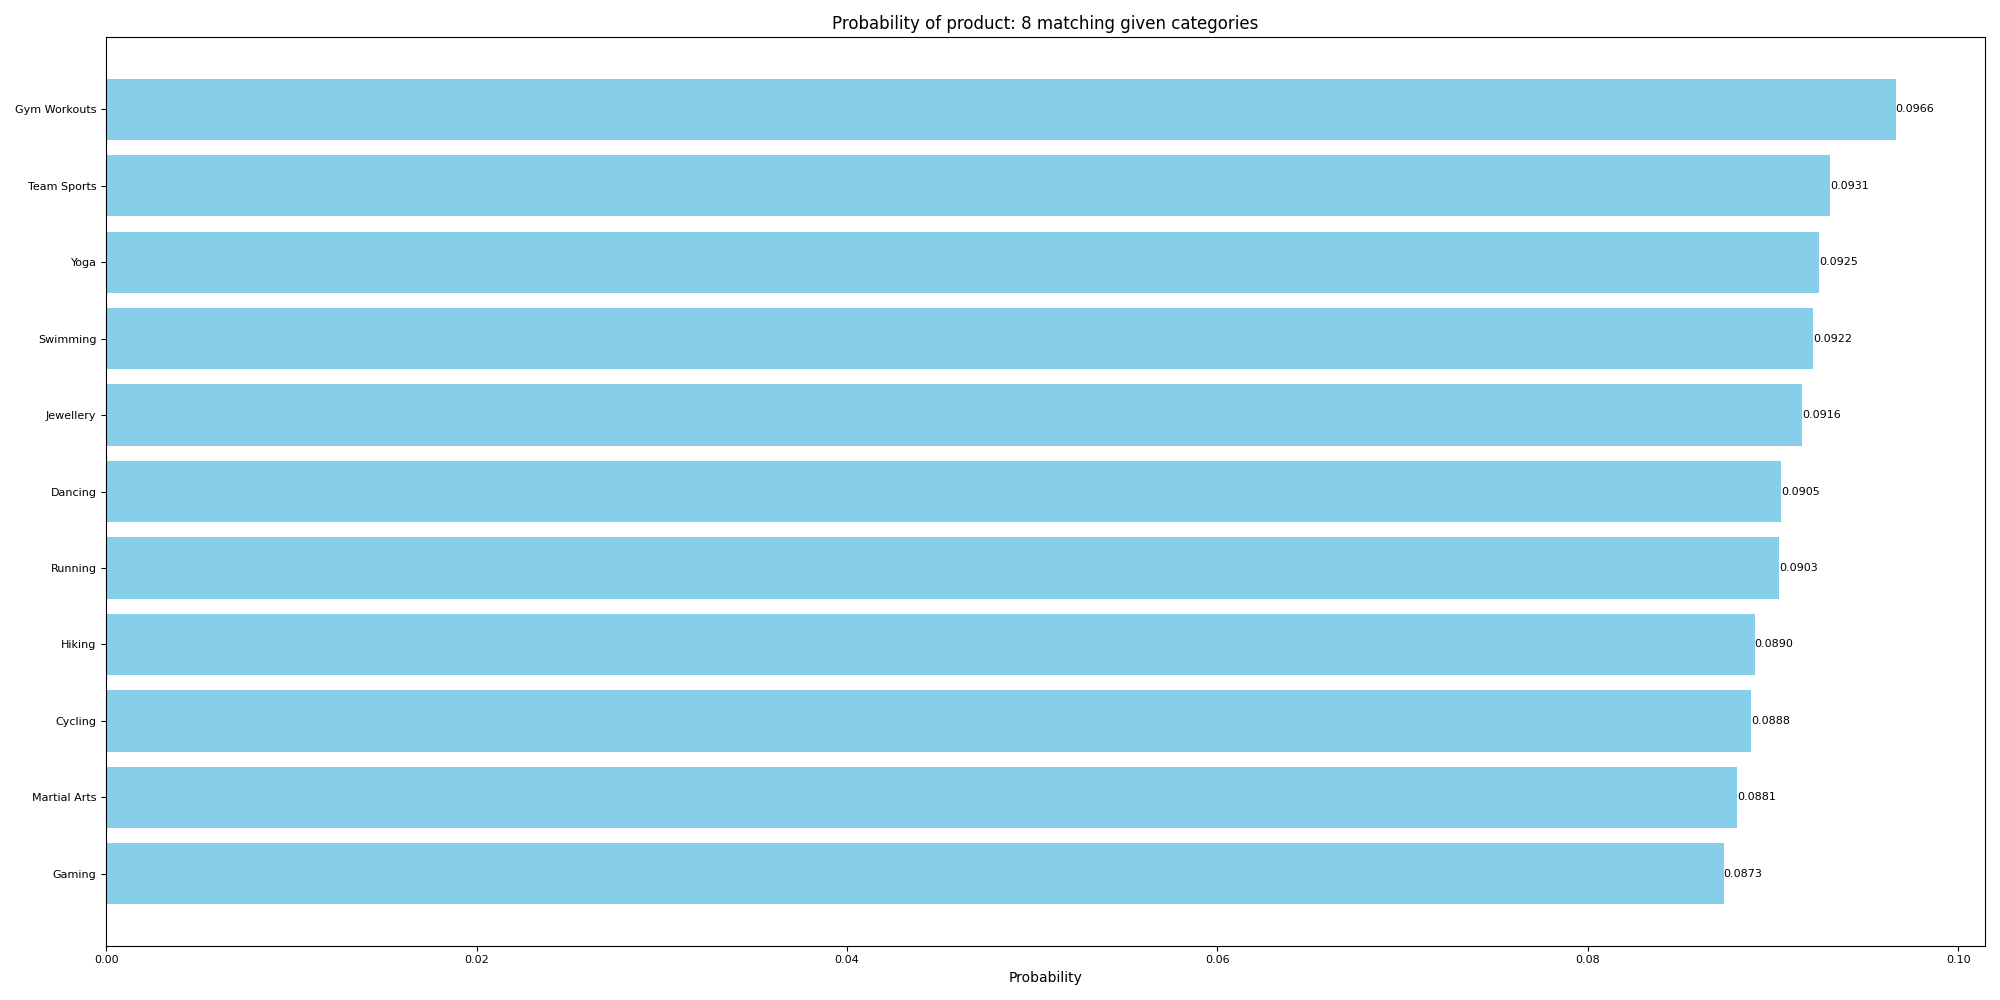 Probability of product: 8 matching given categories
Gym Workouts 0.0966
Team Sports 0.0931
Yoga 0.0925
Swimming 0.0922
Jewellery 0.0916
Dancing 0.0905
Running 0.0903
Hiking 0.0890
Cycling 0.0888
Martial Arts 0.0881
Gaming 0.0873
0.00 0.02 0.04 0.06 0.08 0.10
Probability